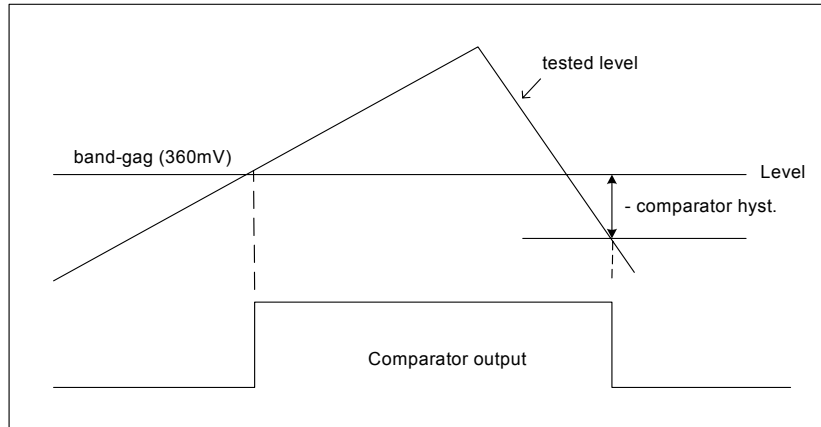 tested level
band-gag (360mV)
Level
- comparator hyst.
Comparator output